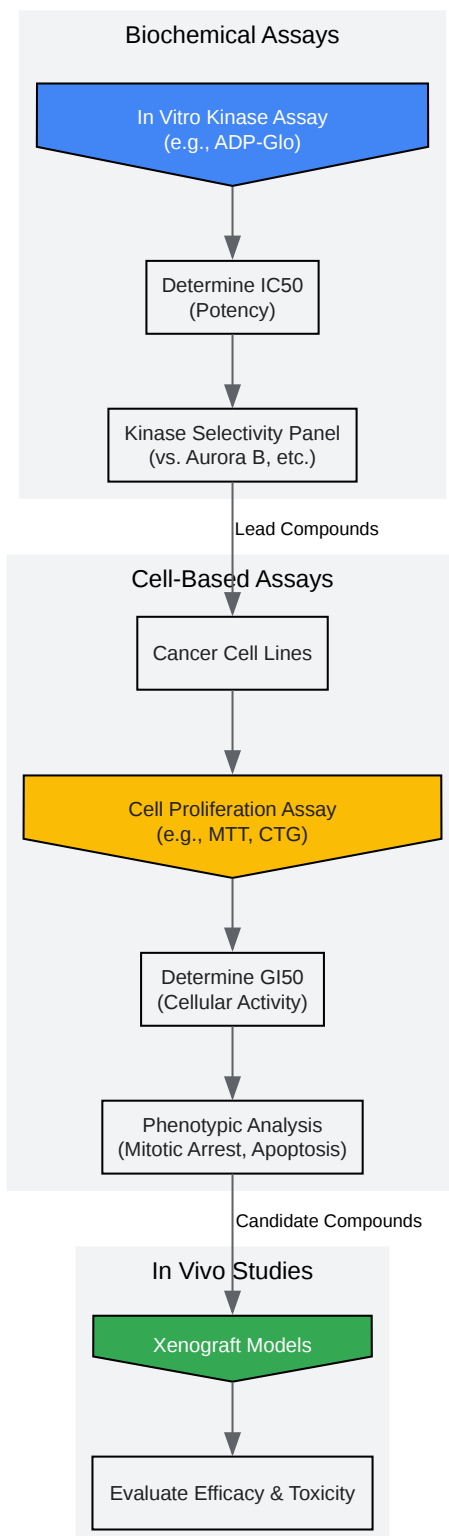 Biochemical Assays
In Vitro Kinase Assay
(e.g., ADP-Glo)
Determine IC50
(Potency)
Kinase Selectivity Panel
(vs. Aurora B, etc.)
Lead Compounds
Cell-Based Assays
Cancer Cell Lines
Cell Proliferation Assay
(e.g., MTT, CTG)
Determine GI50
(Cellular Activity)
Phenotypic Analysis
(Mitotic Arrest, Apoptosis)
Candidate Compounds
In Vivo Studies
Xenograft Models
Evaluate Efficacy & Toxicity